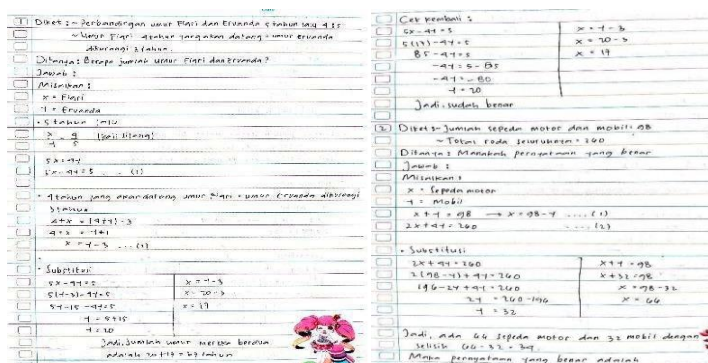 1 Diket : ~ Perbandingan umur Fiari dan Ervanda 5 tahun lalu 4:5
~ Umur Fiari 4 tahun yang akan datang = umur ervanda
dikurangi 3 tahun.
Ditanya : Berapa jumlah umur Fiari dan Ervanda ?
Jawab :
Misalkan :
x = Fiari
y = Ervanda
• 5 tahun lalu
x/y = 4/5 (kali silang)
5x = 4y
5x - 4y = 5 ... (1)
• 4 tahun yang akan datang umur Fiari = umur Ervanda dikurangi
3 tahun
4+x = (4+y) - 3
4+x = y+1
x = y-3 ... (2)
• Substitusi
5x - 4y = 5
5(y-3) - 4y = 5
5y - 15 - 4y = 5
y = 5+15
y = 20
x = y-3
x = 20-3
x = 17
Jadi, Jumlah umur mereka berdua
adalah 20+17 = 37 tahun
Cek kembali :
5x - 4y = 5
5(17) - 4y = 5
85 - 4y = 5
-4y = 5 - 85
-4y = -80
y = 20
x = y - 3
x = 20 - 3
x = 17
Jadi, sudah benar
2 Diket : ~ Jumlah sepeda motor dan mobil = 98
~ Total roda seluruhnya = 260
Ditanya : Manakah pernyataan yang benar
Jawab :
Misalkan :
x = Sepeda motor
y = Mobil
x + y = 98 → x = 98 - y .... (1)
2x + 4y = 260 .... (2)
• Substitusi
2x + 4y = 260
2(98-y) + 4y = 260
196 - 2y + 4y = 260
2y = 260 - 196
y = 32
x + y = 98
x + 32 = 98
x = 98 - 32
x = 66
Jadi, ada 66 sepeda motor dan 32 mobil dengan
selisih 66 - 32 = 34.
Maka pernyataan yang benar adalah